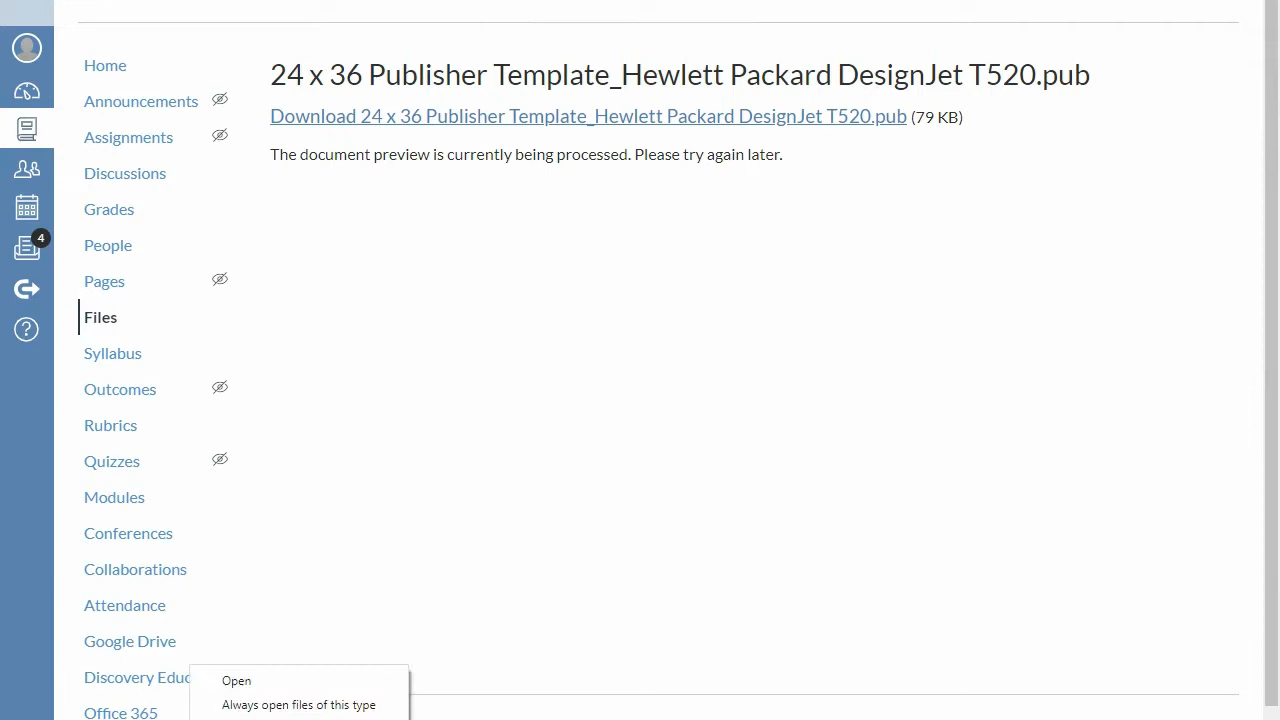 24 x 36 Publisher Template_Hewlett Packard DesignJet T520.pub
Download 24 x 36 Publisher Template_Hewlett Packard DesignJet T520.pub (79 KB)
The document preview is currently being processed. Please try again later.
Home
Announcements
Assignments
Discussions
Grades
People
Pages
Files
Syllabus
Outcomes
Rubrics
Quizzes
Modules
Conferences
Collaborations
Attendance
Google Drive
Discovery Educ
Office 365
4
Open
Always open files of this type